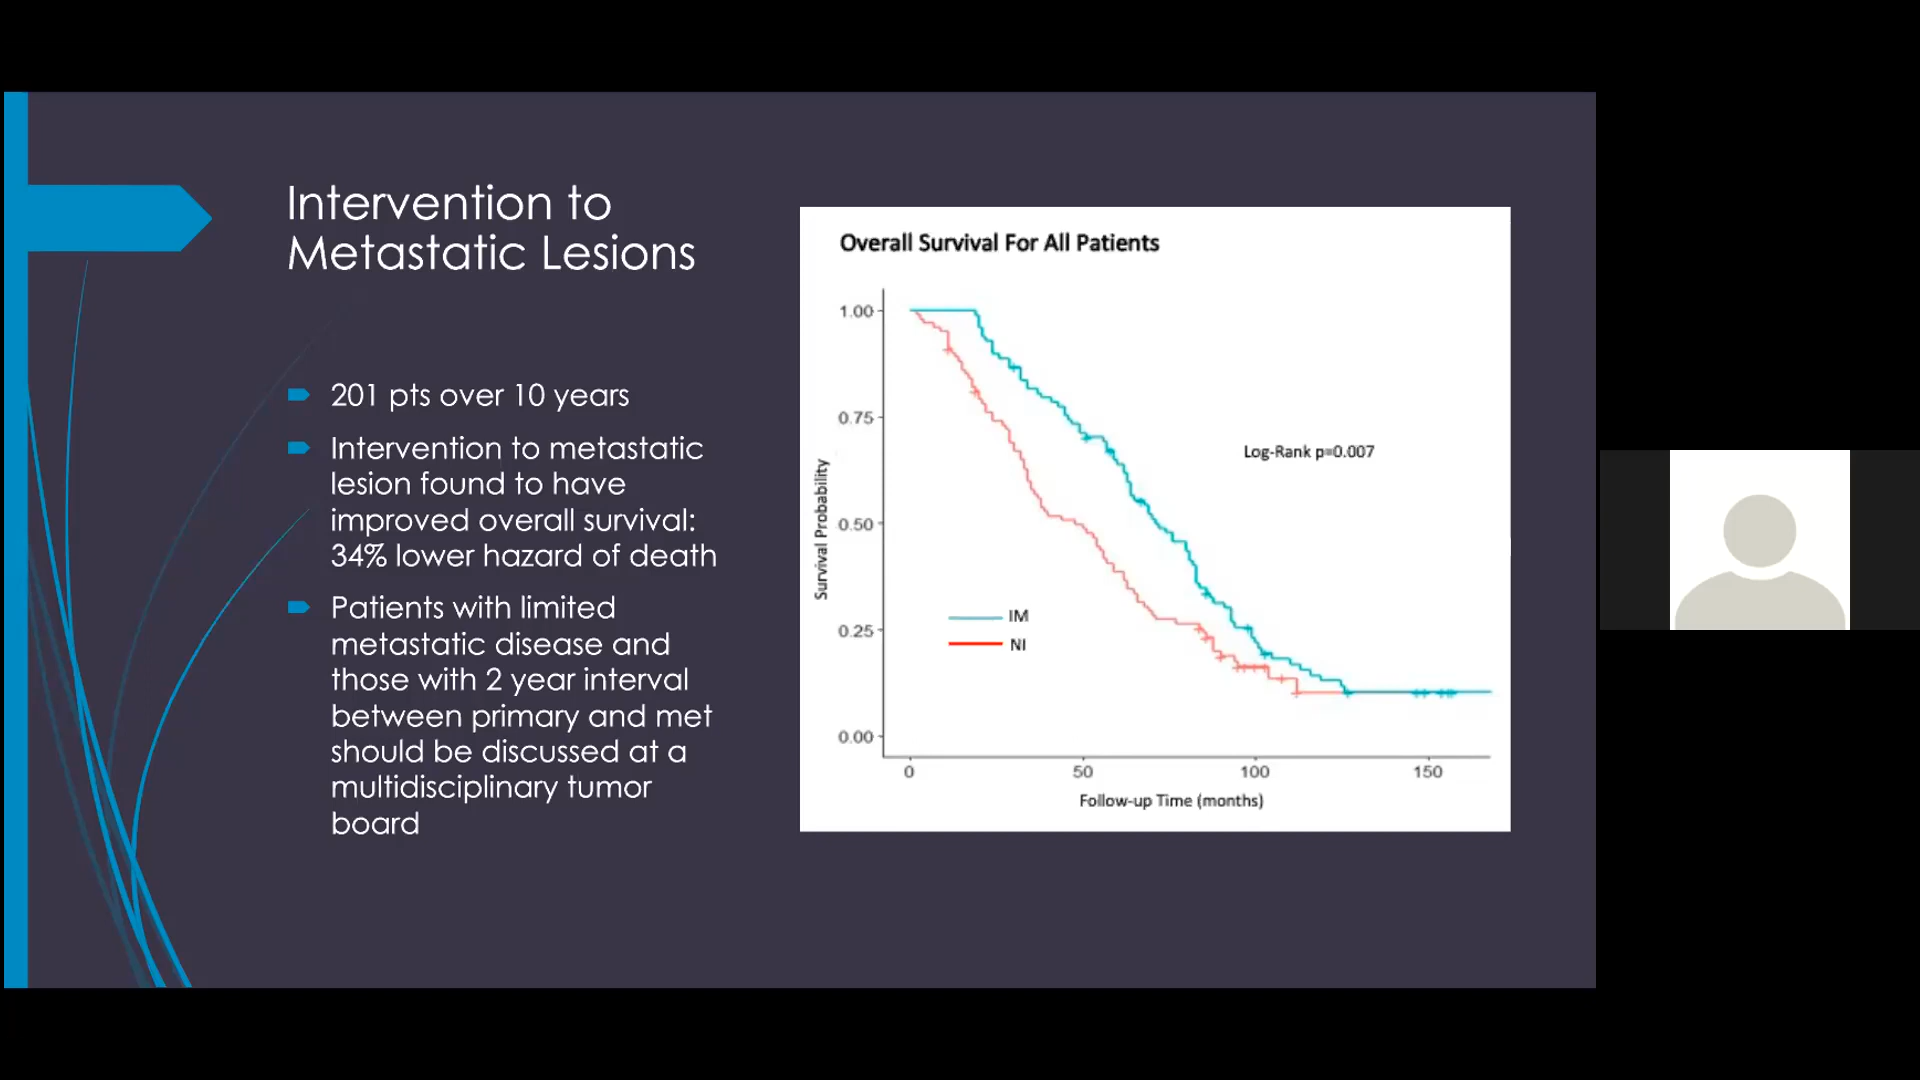 Intervention to
Metastatic Lesions
201 pts over 10 years
Intervention to metastatic
lesion found to have
improved overall survival:
34% lower hazard of death
Patients with limited
metastatic disease and
those with 2 year interval
between primary and met
should be discussed at a
multidisciplinary tumor
board
Overall Survival For All Patients
1.00
0.75
0.50
0.25
0.00
Survival Probability
Log-Rank p=0.007
IM
NI
0 50 100 150
Follow-up Time (months)